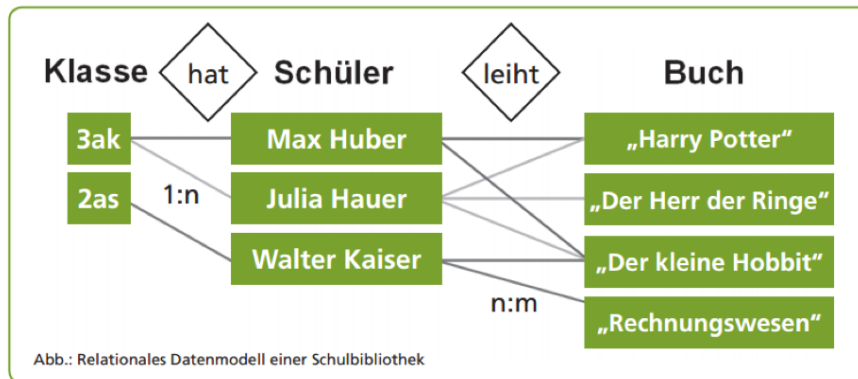 Klasse hat Schüler leiht Buch
3ak Max Huber „Harry Potter“
2as 1:n Julia Hauer „Der Herr der Ringe“
Walter Kaiser „Der kleine Hobbit“
n:m „Rechnungswesen“
Abb.: Relationales Datenmodell einer Schulbibliothek